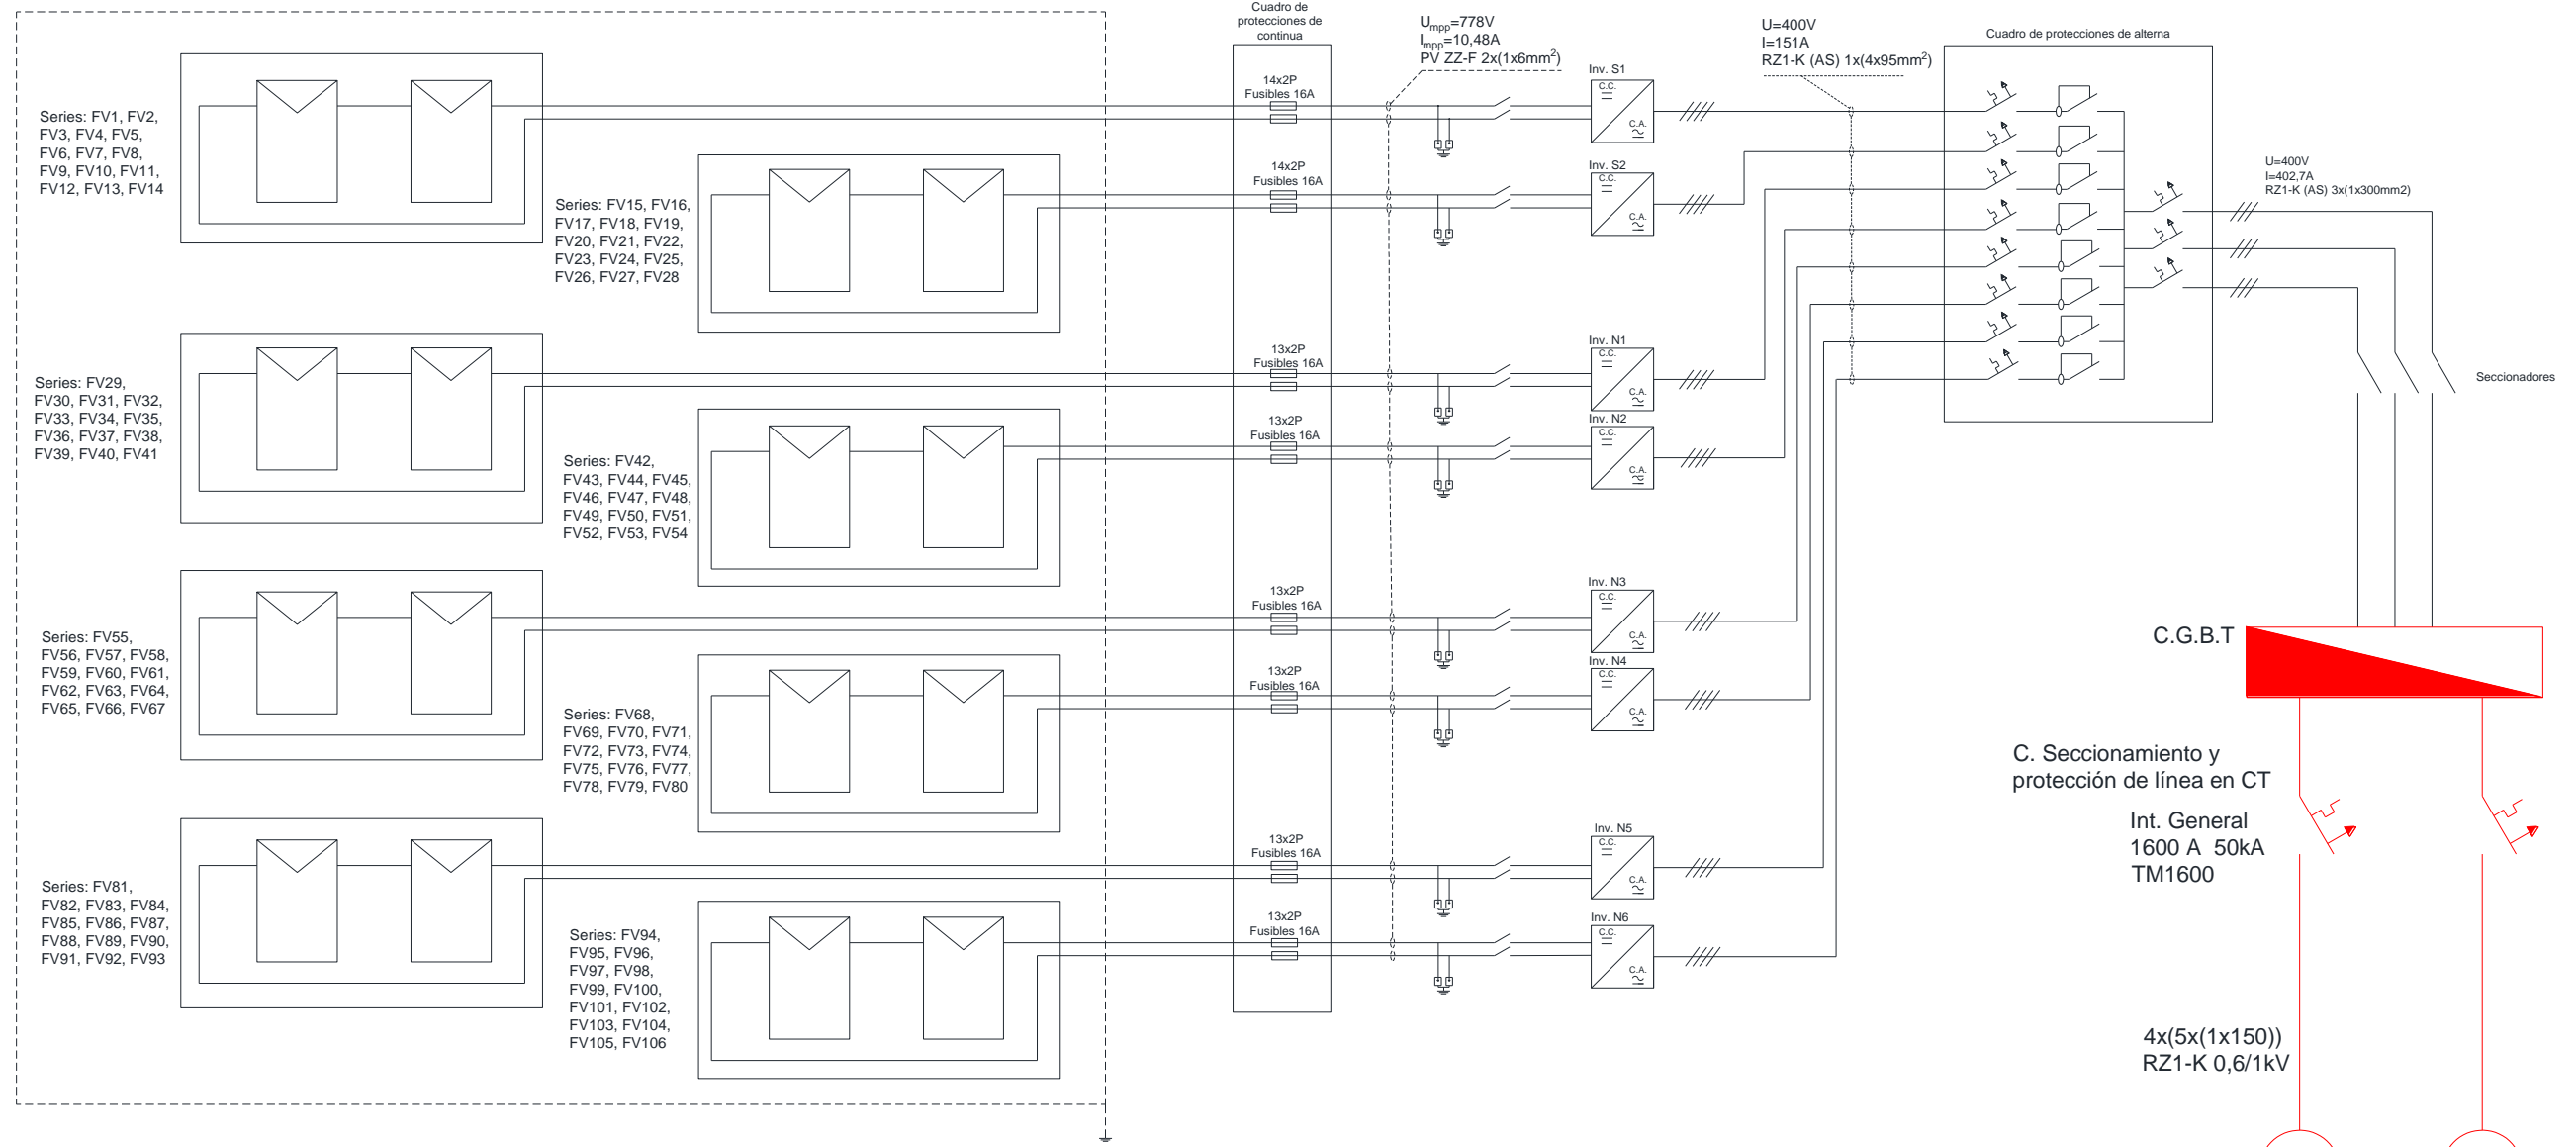 Cuadro de
protecciones de
continua
Umpp=778V
Impp=10,48A
PV ZZ-F 2x(1x6mm²)
U=400V
I=151A
RZ1-K (AS) 1x(4x95mm²)
Cuadro de protecciones de alterna
Series: FV1, FV2,
FV3, FV4, FV5,
FV6, FV7, FV8,
FV9, FV10, FV11,
FV12, FV13, FV14
14x2P
Fusibles 16A
Inv. S1
C.C.
C.A.
Series: FV15, FV16,
FV17, FV18, FV19,
FV20, FV21, FV22,
FV23, FV24, FV25,
FV26, FV27, FV28
14x2P
Fusibles 16A
Inv. S2
C.C.
C.A.
U=400V
I=402,7A
RZ1-K (AS) 3x(1x300mm2)
Series: FV29,
FV30, FV31, FV32,
FV33, FV34, FV35,
FV36, FV37, FV38,
FV39, FV40, FV41
13x2P
Fusibles 16A
Inv. N1
C.C.
C.A.
Seccionadores
Series: FV42,
FV43, FV44, FV45,
FV46, FV47, FV48,
FV49, FV50, FV51,
FV52, FV53, FV54
13x2P
Fusibles 16A
Inv. N2
C.C.
C.A.
Series: FV55,
FV56, FV57, FV58,
FV59, FV60, FV61,
FV62, FV63, FV64,
FV65, FV66, FV67
13x2P
Fusibles 16A
Inv. N3
C.C.
C.A.
C.G.B.T
Series: FV68,
FV69, FV70, FV71,
FV72, FV73, FV74,
FV75, FV76, FV77,
FV78, FV79, FV80
13x2P
Fusibles 16A
Inv. N4
C.C.
C.A.
C. Seccionamiento y
protección de línea en CT
Int. General
1600 A 50kA
TM1600
Series: FV81,
FV82, FV83, FV84,
FV85, FV86, FV87,
FV88, FV89, FV90,
FV91, FV92, FV93
13x2P
Fusibles 16A
Inv. N5
C.C.
C.A.
Series: FV94,
FV95, FV96,
FV97, FV98,
FV99, FV100,
FV101, FV102,
FV103, FV104,
FV105, FV106
13x2P
Fusibles 16A
Inv. N6
C.C.
C.A.
4x(5x(1x150))
RZ1-K 0,6/1kV